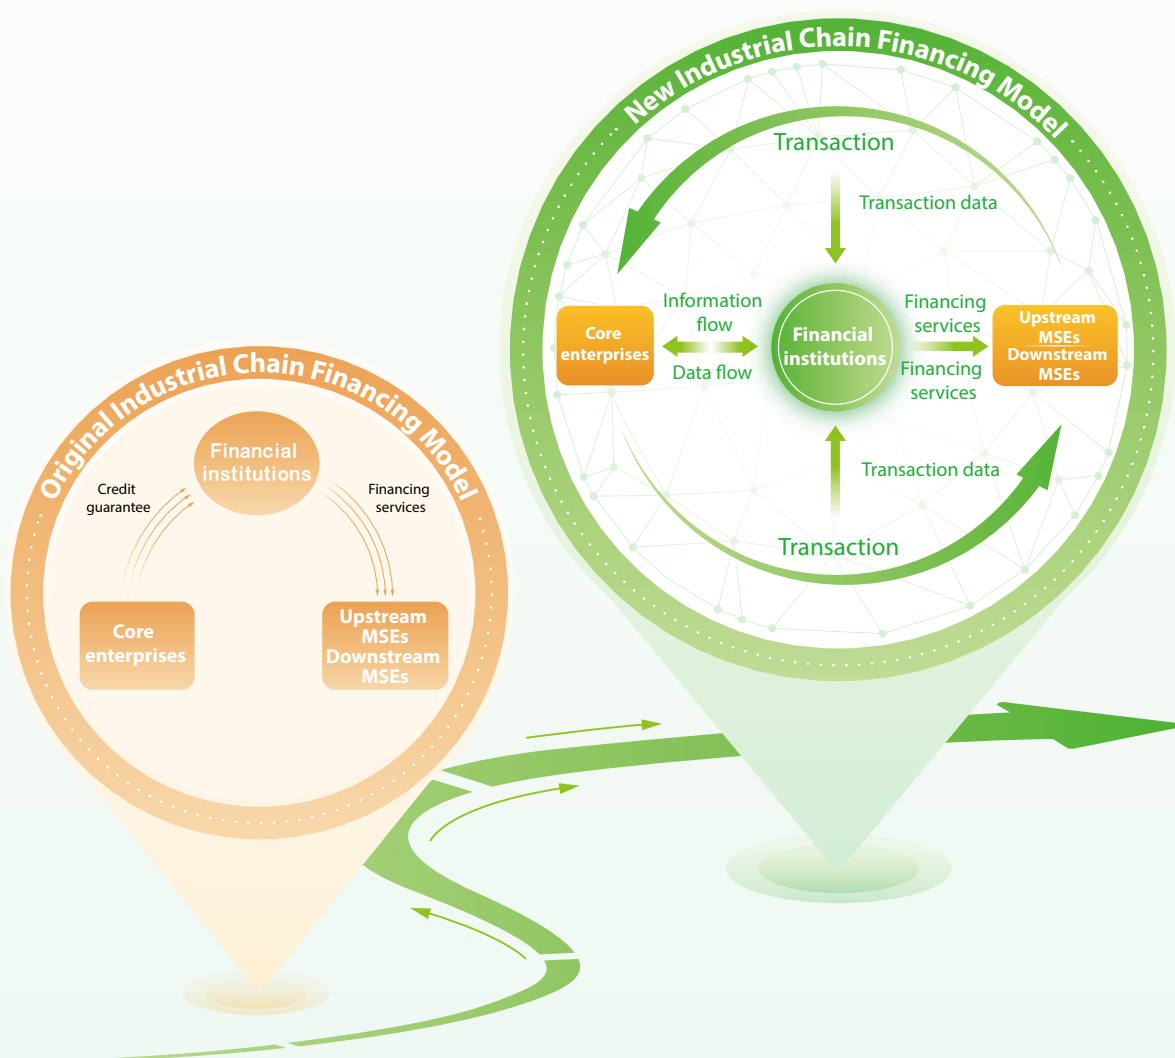 Original Industrial Chain Financing Model
Financial
institutions
Credit
guarantee
Financing
services
Core
enterprises
Upstream
MSEs
Downstream
MSEs
New Industrial Chain Financing Model
Transaction
Transaction data
Information
flow
Data flow
Core
enterprises
Financial
institutions
Financing
services
Financing
services
Upstream
MSEs
Downstream
MSEs
Transaction data
Transaction